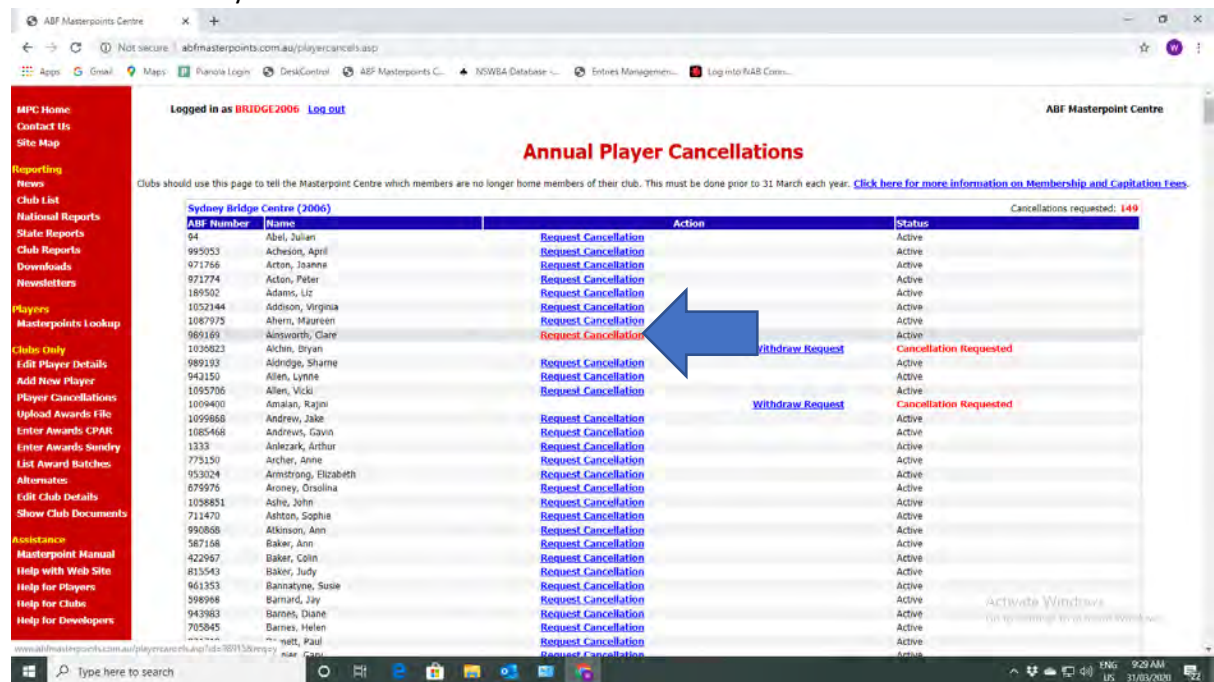 ABF Masterpoints Centre
Not secure | abfmasterpoints.com.au/playercancels.asp
Apps Gmail Maps Pianola Login DeskControl ABF Masterpoints C... NSWBA Database -... Entries Managemen... Log into NAB Conn...
MPC Home
Contact Us
Site Map
Reporting
News
Club List
National Reports
State Reports
Club Reports
Downloads
Newsletters
Players
Masterpoints Lookup
Clubs Only
Edit Player Details
Add New Player
Player Cancellations
Upload Awards File
Enter Awards CPAR
Enter Awards Sundry
List Award Batches
Alternates
Edit Club Details
Show Club Documents
Assistance
Masterpoint Manual
Help with Web Site
Help for Players
Help for Clubs
Help for Developers
Logged in as BRIDGE2006 Log out ABF Masterpoint Centre
Annual Player Cancellations
Clubs should use this page to tell the Masterpoint Centre which members are no longer home members of their club. This must be done prior to 31 March each year. Click here for more information on Membership and Capitation Fees.
Sydney Bridge Centre (2006) Cancellations requested: 149
ABF Number Name Action Status
94 Abel, Julian Request Cancellation Active
995053 Acheson, April Request Cancellation Active
971766 Acton, Joanne Request Cancellation Active
971774 Acton, Peter Request Cancellation Active
189502 Adams, Liz Request Cancellation Active
1052144 Addison, Virginia Request Cancellation Active
1087975 Ahern, Maureen Request Cancellation Active
989169 Ainsworth, Clare Request Cancellation Active
1036823 Alchin, Bryan Withdraw Request Cancellation Requested
989193 Aldridge, Sharne Request Cancellation Active
943150 Allen, Lynne Request Cancellation Active
1095706 Allen, Vicki Request Cancellation Active
1009400 Amalan, Rajini Withdraw Request Cancellation Requested
1099868 Andrew, Jake Request Cancellation Active
1085468 Andrews, Gavin Request Cancellation Active
1333 Anlezark, Arthur Request Cancellation Active
775150 Archer, Anne Request Cancellation Active
953024 Armstrong, Elizabeth Request Cancellation Active
679976 Aroney, Orsolina Request Cancellation Active
1058851 Ashe, John Request Cancellation Active
711470 Ashton, Sophie Request Cancellation Active
990868 Atkinson, Ann Request Cancellation Active
587168 Baker, Ann Request Cancellation Active
422967 Baker, Colin Request Cancellation Active
815543 Baker, Judy Request Cancellation Active
961353 Bannatyne, Susie Request Cancellation Active
598968 Barnard, Jay Request Cancellation Active
943983 Barnes, Diane Request Cancellation Active
705845 Barnes, Helen Request Cancellation Active
Paul Request Cancellation Active
Request Cancellation Active
Activate Windows
Type here to search
ENG 9:29 AM
US 31/03/2020
22